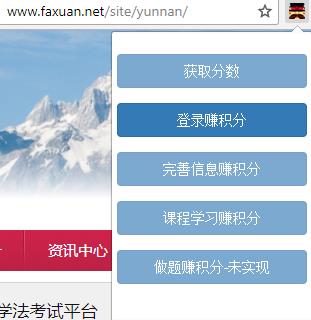 www.faxuan.net/site/yunnan/
获取分数
登录赚积分
完善信息赚积分
课程学习赚积分
做题赚积分-未实现
资讯中心
学法考试平台